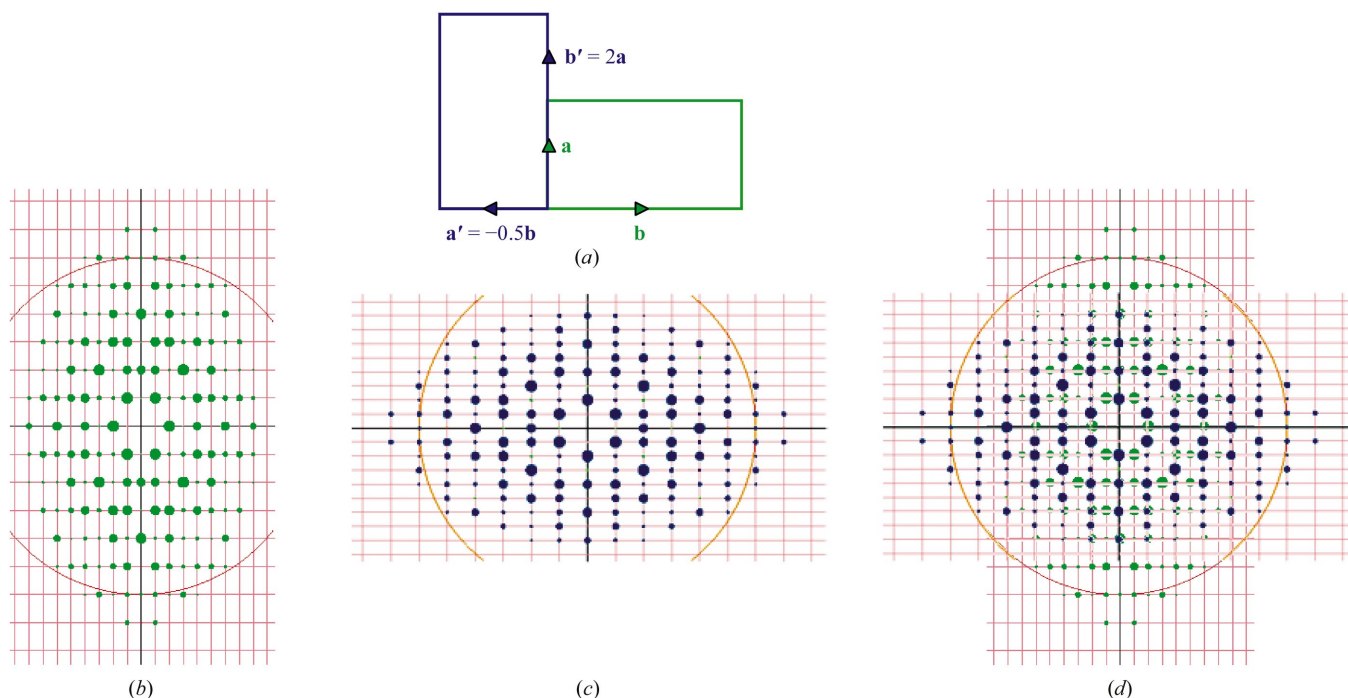 b′ = 2a
a
a′ = −0.5b
b
(a)
(b)
(c)
(d)